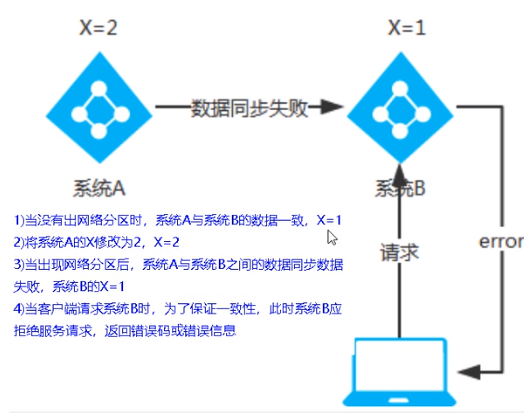 X=2
X=1
数据同步失败
系统A
系统B
1)当没有出网络分区时，系统A与系统B的数据一致，X=1
2)将系统A的X修改为2，X=2
3)当出现网络分区后，系统A与系统B之间的数据同步数据
失败，系统B的X=1
4)当客户端请求系统B时，为了保证一致性，此时系统B应
拒绝服务请求，返回错误码或错误信息
请求
error